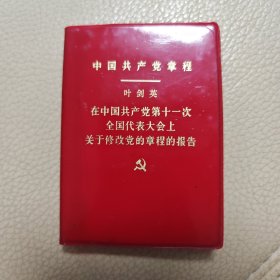 中国共产党章程
叶剑英
在中国共产党第十一次
全国代表大会上
关于修改党的章程的报告